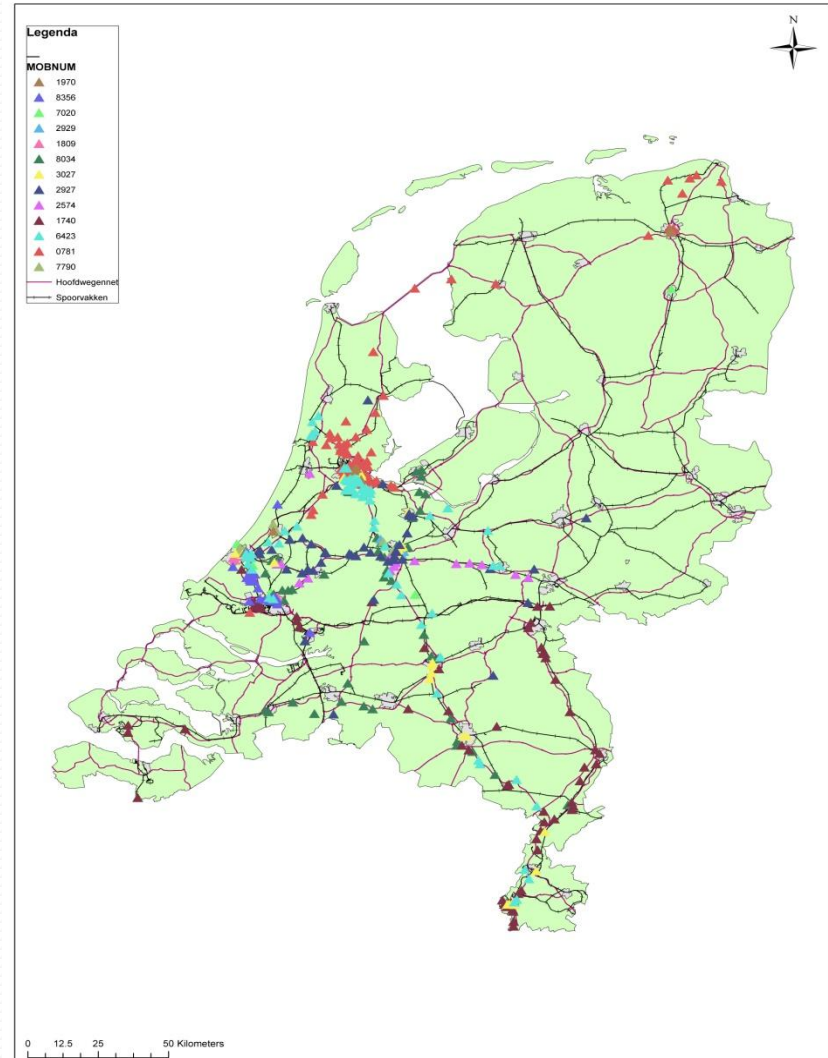 Legenda
MOBNUM
1970
8356
7020
2929
1809
8034
3027
2927
2574
1740
6423
0781
7790
Hoofdwegennet
Spoorvakken
N
0 12.5 25 50 Kilometers